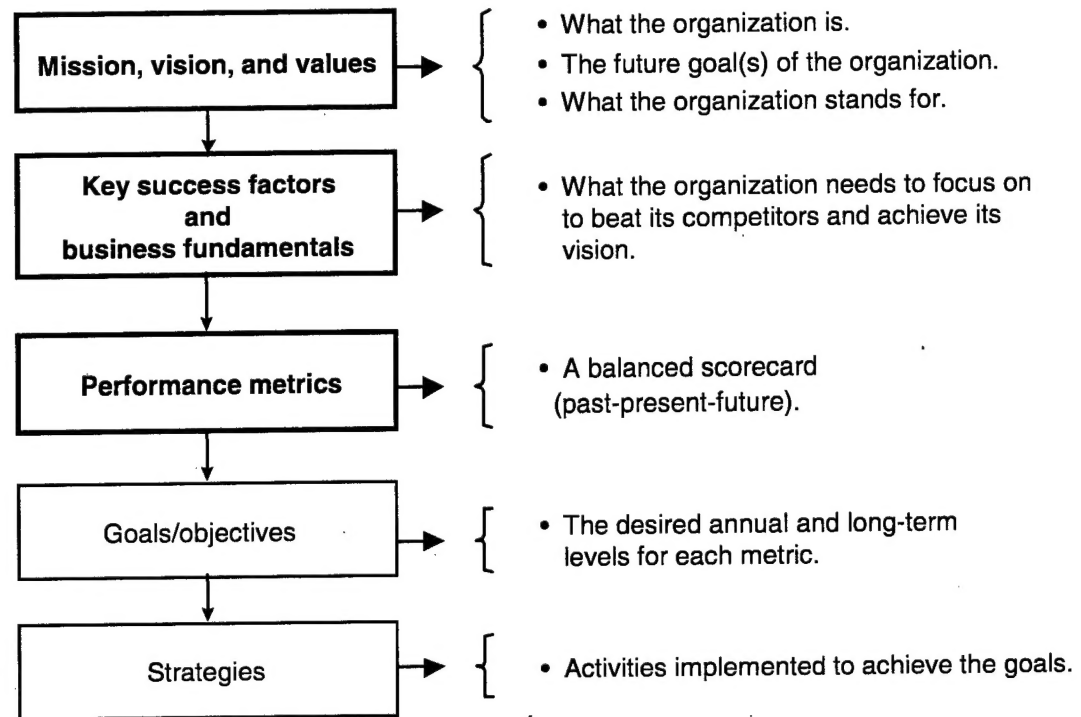 Mission, vision, and values
• What the organization is.
• The future goal(s) of the organization.
• What the organization stands for.
Key success factors
and
business fundamentals
• What the organization needs to focus on
to beat its competitors and achieve its
vision.
Performance metrics
• A balanced scorecard
(past-present-future).
Goals/objectives
• The desired annual and long-term
levels for each metric.
Strategies
• Activities implemented to achieve the goals.